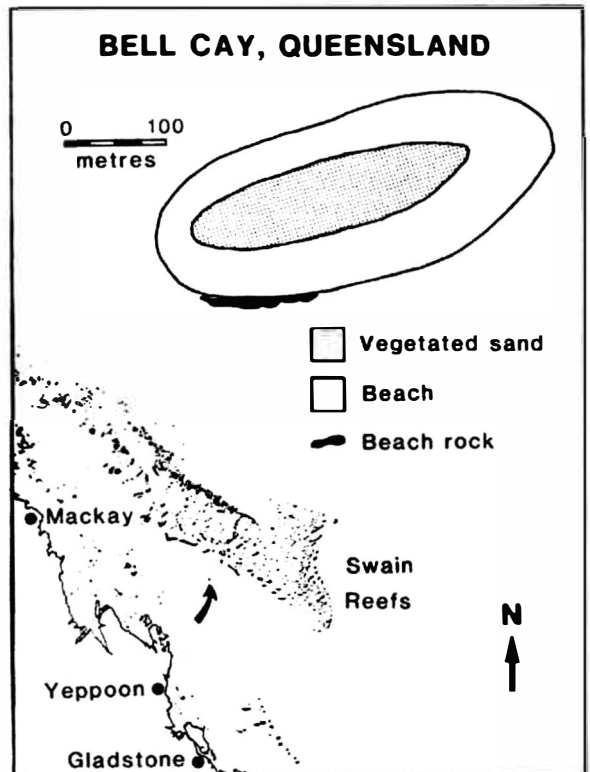 BELL CAY, QUEENSLAND
0 100
metres
Vegetated sand
Beach
Beach rock
Mackay
Swain
Reefs
N
Yeppoon
Gladstone